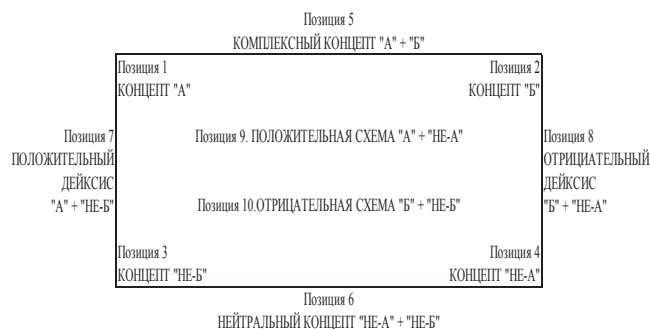 Позиция 5
КОМПЛЕКСНЫЙ КОНЦЕПТ "А" + "Б"
Позиция 1
КОНЦЕПТ "А"
Позиция 2
КОНЦЕПТ "Б"
Позиция 7
ПОЛОЖИТЕЛЬНЫЙ
ДЕЙКСИС
"А" + "НЕ-Б"
Позиция 9. ПОЛОЖИТЕЛЬНАЯ СХЕМА "А" + "НЕ-А"
Позиция 10.ОТРИЦАТЕЛЬНАЯ СХЕМА "Б" + "НЕ-Б"
Позиция 8
ОТРИЦИАТЕЛЬНЫЙ
ДЕЙКСИС
"Б" + "НЕ-А"
Позиция 3
КОНЦЕПТ "НЕ-Б"
Позиция 4
КОНЦЕПТ "НЕ-А"
Позиция 6
НЕЙТРАЛЬНЫЙ КОНЦЕПТ "НЕ-А" + "НЕ-Б"